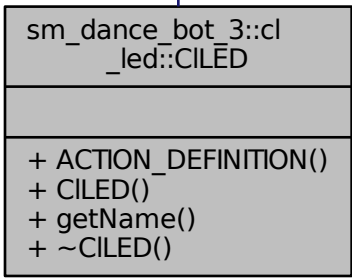 sm_dance_bot_3::cl
_led::ClLED
+ ACTION_DEFINITION()
+ ClLED()
+ getName()
+ ~ClLED()